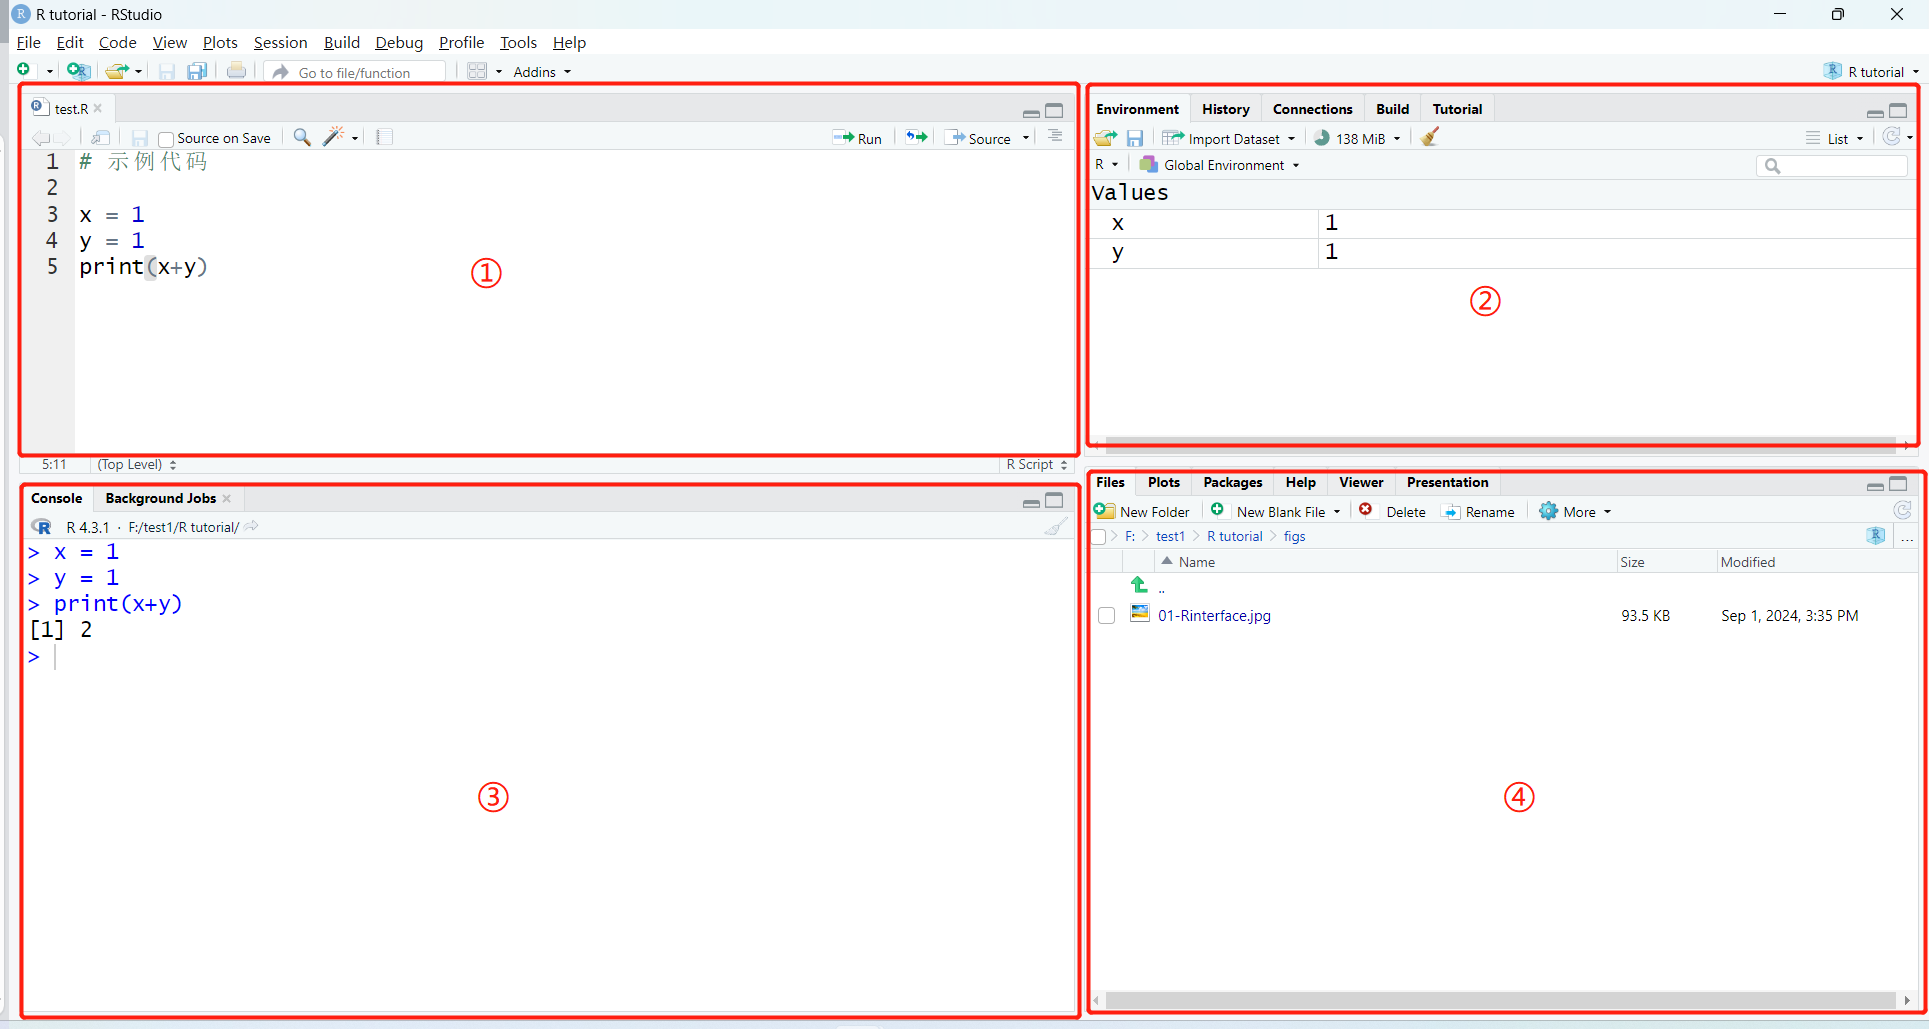 R tutorial - RStudio
File Edit Code View Plots Session Build Debug Profile Tools Help
Go to file/function Addins R tutorial
test.R
Source on Save Run Source
1 # 示例代码
2
3 x = 1
4 y = 1
5 print(x+y)
①
5:11 (Top Level) R Script
Environment History Connections Build Tutorial
Import Dataset 138 MiB List
R Global Environment
Values
x 1
y 1
②
Console Background Jobs
R 4.3.1 · F:/test1/R tutorial/
> x = 1
> y = 1
> print(x+y)
[1] 2
>
③
Files Plots Packages Help Viewer Presentation
New Folder New Blank File Delete Rename More
F: test1 R tutorial figs ...
Name Size Modified
..
01-Rinterface.jpg 93.5 KB Sep 1, 2024, 3:35 PM
④